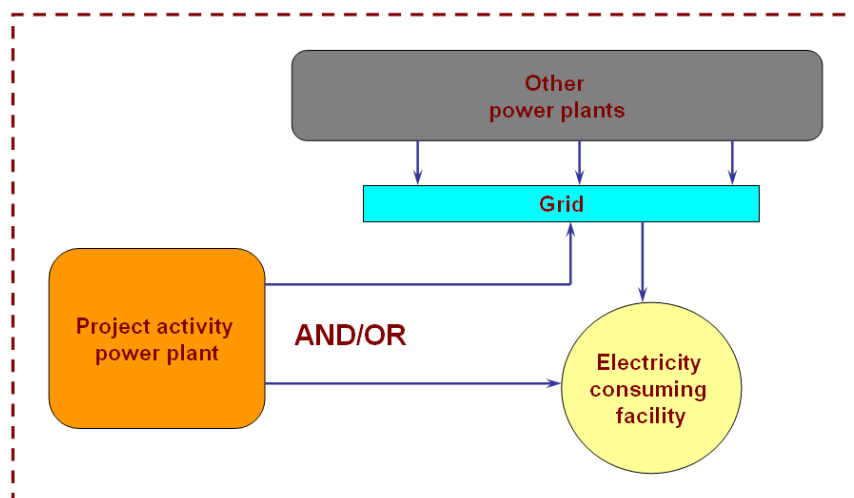 Other
power plants
Grid
Project activity
power plant
AND/OR
Electricity
consuming
facility